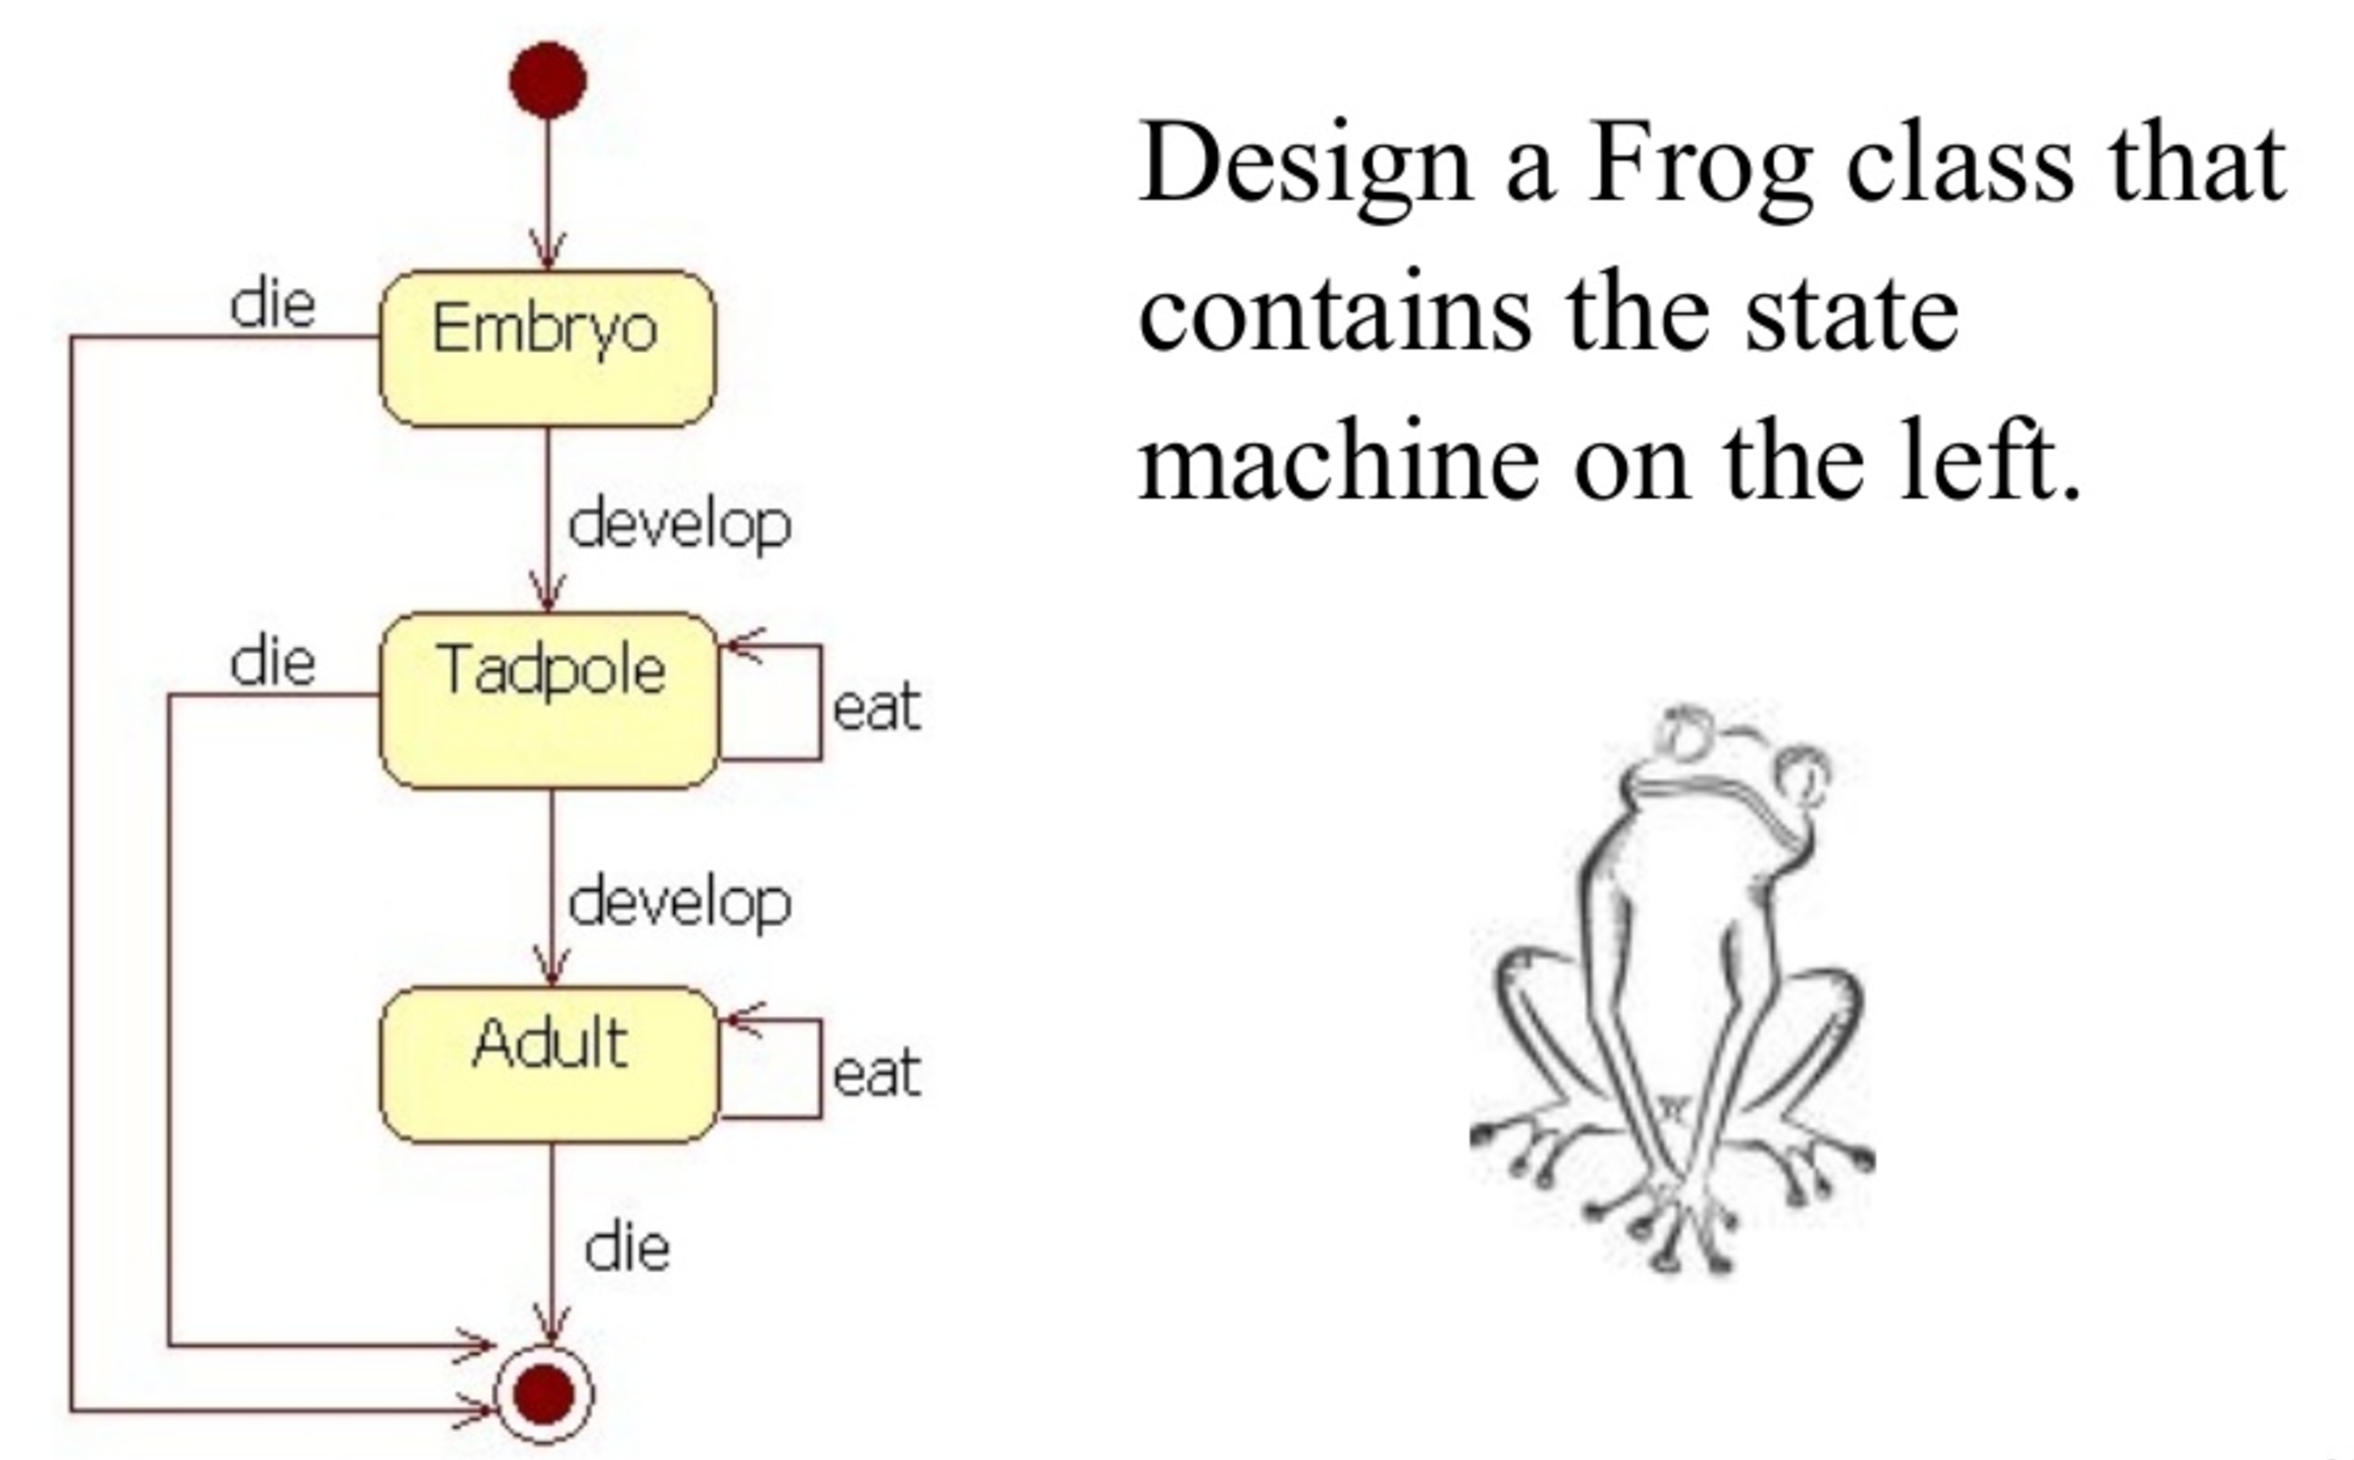 Design a Frog class that
contains the state
machine on the left.
die
Embryo
develop
die
Tadpole
eat
develop
Adult
eat
die